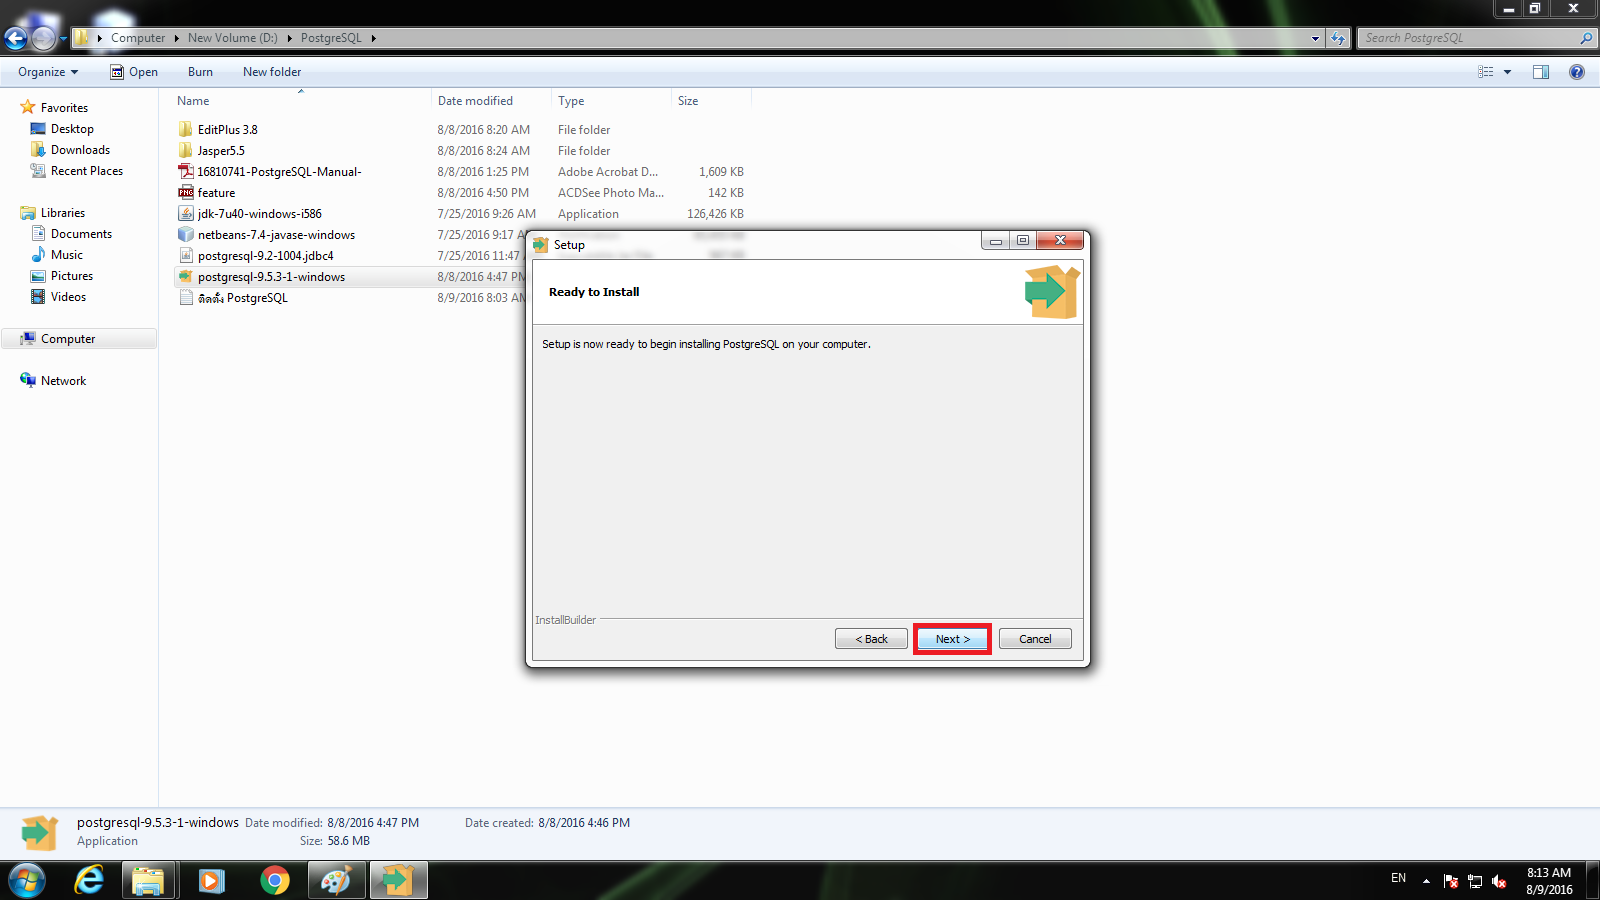 Computer New Volume (D:) PostgreSQL
Search PostgreSQL
Organize Open Burn New folder
Name Date modified Type Size
Favorites
Desktop
Downloads
Recent Places
Libraries
Documents
Music
Pictures
Videos
Computer
Network
EditPlus 3.8 8/8/2016 8:20 AM File folder
Jasper5.5 8/8/2016 8:24 AM File folder
16810741-PostgreSQL-Manual- 8/8/2016 1:25 PM Adobe Acrobat D... 1,609 KB
feature 8/8/2016 4:50 PM ACDSee Photo Ma... 142 KB
jdk-7u40-windows-i586 7/25/2016 9:26 AM Application 126,426 KB
netbeans-7.4-javase-windows 7/25/2016 9:17
postgresql-9.2-1004.jdbc4 7/25/2016 11:47
postgresql-9.5.3-1-windows 8/8/2016 4:47 PM
ติดตั้ง PostgreSQL 8/9/2016 8:03 AM
Setup
Ready to Install
Setup is now ready to begin installing PostgreSQL on your computer.
InstallBuilder
< Back Next > Cancel
postgresql-9.5.3-1-windows Date modified: 8/8/2016 4:47 PM Date created: 8/8/2016 4:46 PM
Application Size: 58.6 MB
EN
8:13 AM
8/9/2016